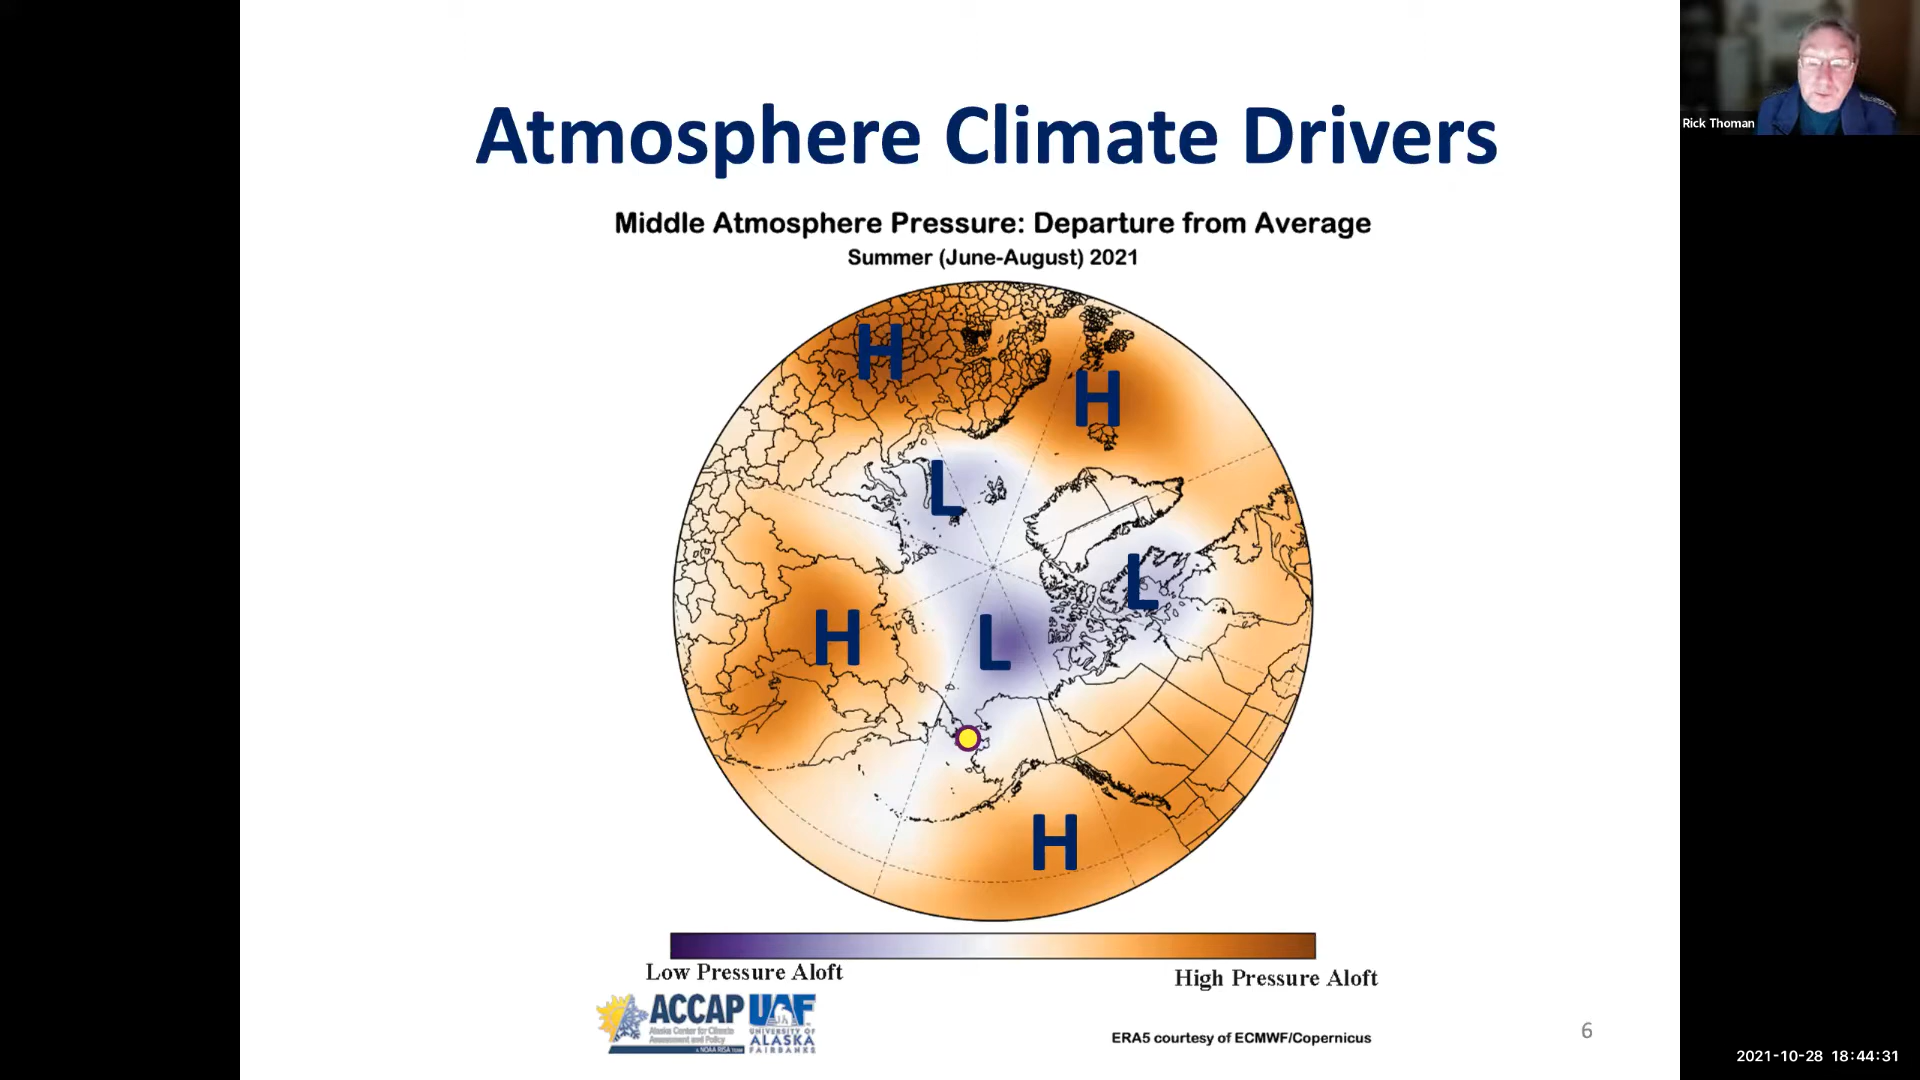 Atmosphere Climate Drivers
Rick Thoman
Middle Atmosphere Pressure: Departure from Average
Summer (June-August) 2021
H
H
L
L
H
L
H
Low Pressure Aloft
High Pressure Aloft
ACCAP
Alaska Center for Climate
Assessment and Policy
A NOAA RISA TEAM
UAF
UNIVERSITY OF
ALASKA
FAIRBANKS
ERA5 courtesy of ECMWF/Copernicus
6
2021-10-28 18:44:31